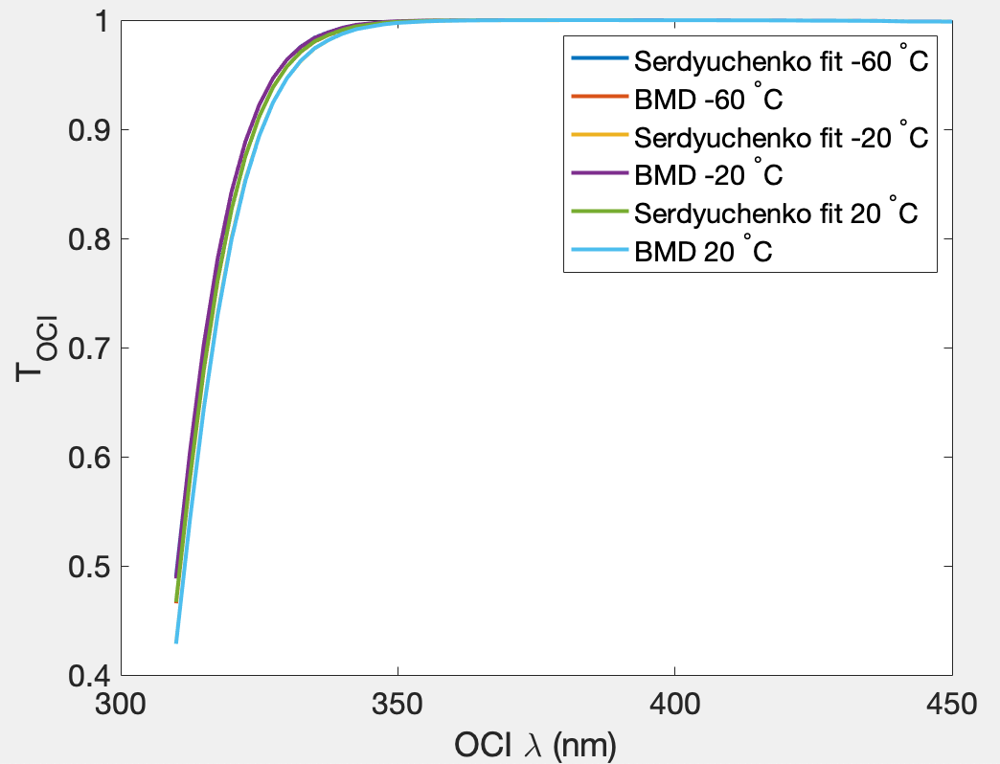 1
0.9
0.8
0.7
0.6
0.5
0.4
T_OCI
Serdyuchenko fit -60 °C
BMD -60 °C
Serdyuchenko fit -20 °C
BMD -20 °C
Serdyuchenko fit 20 °C
BMD 20 °C
300 350 400 450
OCI λ (nm)